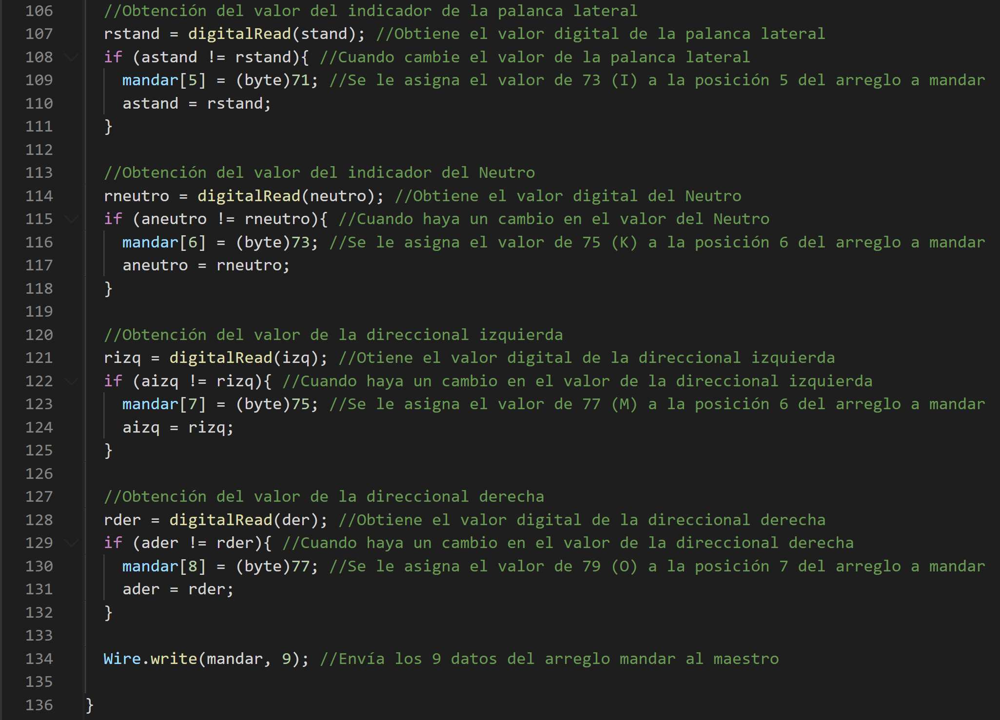 106 //Obtención del valor del indicador de la palanca lateral
107 rstand = digitalRead(stand); //Obtiene el valor digital de la palanca lateral
108 if (astand != rstand){ //Cuando cambie el valor de la palanca lateral
109 mandar[5] = (byte)71; //Se le asigna el valor de 73 (I) a la posición 5 del arreglo a mandar
110 astand = rstand;
111 }
112
113 //Obtención del valor del indicador del Neutro
114 rneutro = digitalRead(neutro); //Obtiene el valor digital del Neutro
115 if (aneutro != rneutro){ //Cuando haya un cambio en el valor del Neutro
116 mandar[6] = (byte)73; //Se le asigna el valor de 75 (K) a la posición 6 del arreglo a mandar
117 aneutro = rneutro;
118 }
119
120 //Obtención del valor de la direccional izquierda
121 rizq = digitalRead(izq); //Otiene el valor digital de la direccional izquierda
122 if (aizq != rizq){ //Cuando haya un cambio en el valor de la direccional izquierda
123 mandar[7] = (byte)75; //Se le asigna el valor de 77 (M) a la posición 6 del arreglo a mandar
124 aizq = rizq;
125 }
126
127 //Obtención del valor de la direccional derecha
128 rder = digitalRead(der); //Obtiene el valor digital de la direccional derecha
129 if (ader != rder){ //Cuando haya un cambio en el valor de la direccional derecha
130 mandar[8] = (byte)77; //Se le asigna el valor de 79 (O) a la posición 7 del arreglo a mandar
131 ader = rder;
132 }
133
134 Wire.write(mandar, 9); //Envía los 9 datos del arreglo mandar al maestro
135
136 }